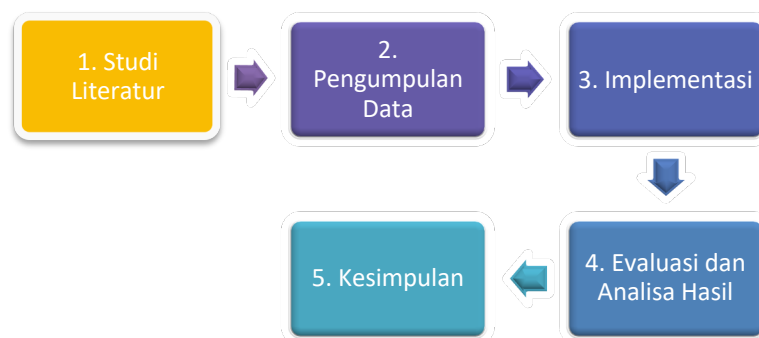 1. Studi
Literatur
2.
Pengumpulan
Data
3. Implementasi
4. Evaluasi dan
Analisa Hasil
5. Kesimpulan